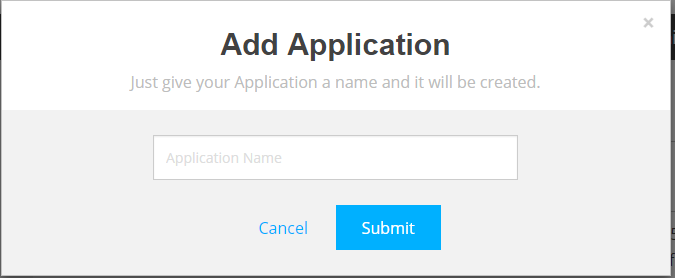 ×
Add Application
Just give your Application a name and it will be created.
Application Name
Cancel
Submit